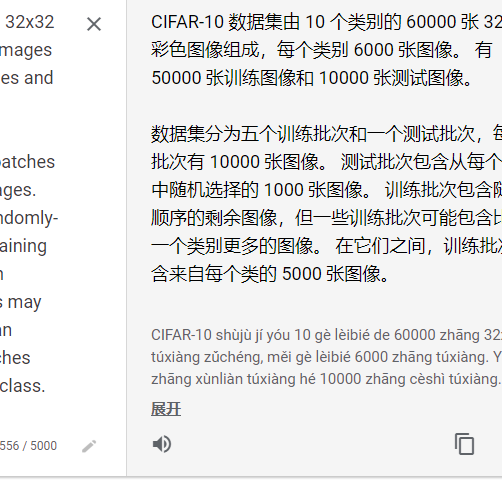 32x32
mages
es and
atches
ages.
ndomly-
aining
n
s may
an
hes
class.
556 / 5000
CIFAR-10 数据集由 10 个类别的 60000 张 32
彩色图像组成，每个类别 6000 张图像。 有
50000 张训练图像和 10000 张测试图像。
数据集分为五个训练批次和一个测试批次，每
批次有 10000 张图像。 测试批次包含从每个
中随机选择的 1000 张图像。 训练批次包含随
顺序的剩余图像，但一些训练批次可能包含比
一个类别更多的图像。 在它们之间，训练批次
含来自每个类的 5000 张图像。
CIFAR-10 shùjù jí yóu 10 gè lèibié de 60000 zhāng 32x
túxiàng zǔchéng, měi gè lèibié 6000 zhāng túxiàng. Y
zhāng xùnliàn túxiàng hé 10000 zhāng cèshì túxiàng.
展开